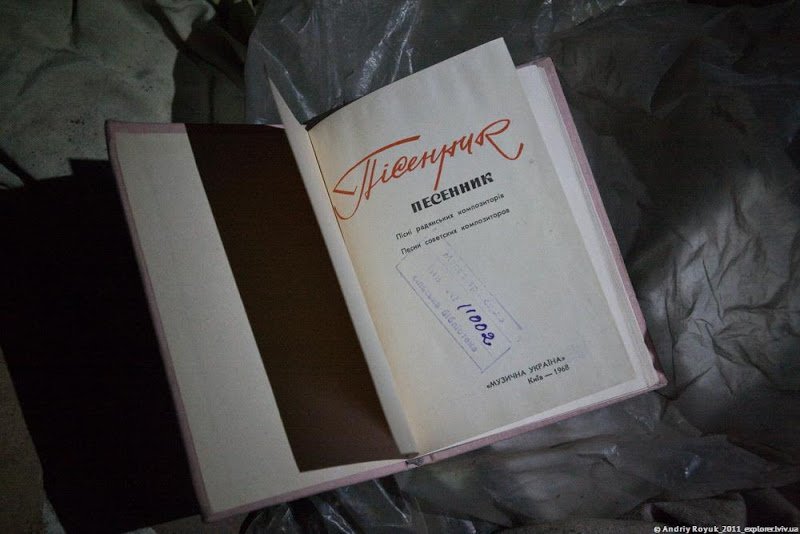 Пісенник
ПЕСЕННИК
Пісні радянських композиторів
Песни советских композиторов
11002
«МУЗИЧНА УКРАЇНА»
Київ — 1968
© Andriy Royuk_2011_explorer.lviv.ua